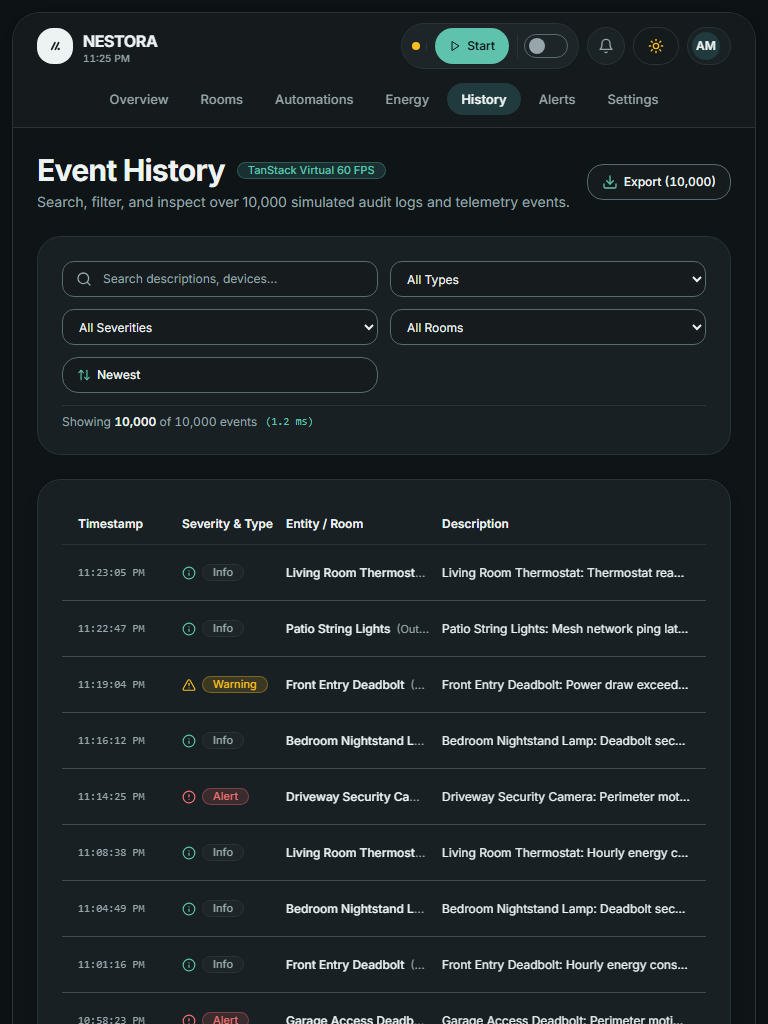 NESTORA
11:25 PM
Start
AM
Overview Rooms Automations Energy History Alerts Settings
Event History TanStack Virtual 60 FPS
Search, filter, and inspect over 10,000 simulated audit logs and telemetry events.
Export (10,000)
Search descriptions, devices...
All Types
All Severities
All Rooms
Newest
Showing 10,000 of 10,000 events (1.2 ms)
Timestamp Severity & Type Entity / Room Description
11:23:05 PM Info Living Room Thermost... Living Room Thermostat: Thermostat rea...
11:22:47 PM Info Patio String Lights (Out... Patio String Lights: Mesh network ping lat...
11:19:04 PM Warning Front Entry Deadbolt (... Front Entry Deadbolt: Power draw exceed...
11:16:12 PM Info Bedroom Nightstand L... Bedroom Nightstand Lamp: Deadbolt sec...
11:14:25 PM Alert Driveway Security Ca... Driveway Security Camera: Perimeter mot...
11:08:38 PM Info Living Room Thermost... Living Room Thermostat: Hourly energy c...
11:04:49 PM Info Bedroom Nightstand L... Bedroom Nightstand Lamp: Deadbolt sec...
11:01:16 PM Info Front Entry Deadbolt (... Front Entry Deadbolt: Hourly energy cons...
10:58:23 PM Alert Garage Access Deadb... Garage Access Deadbolt: Perimeter moti...